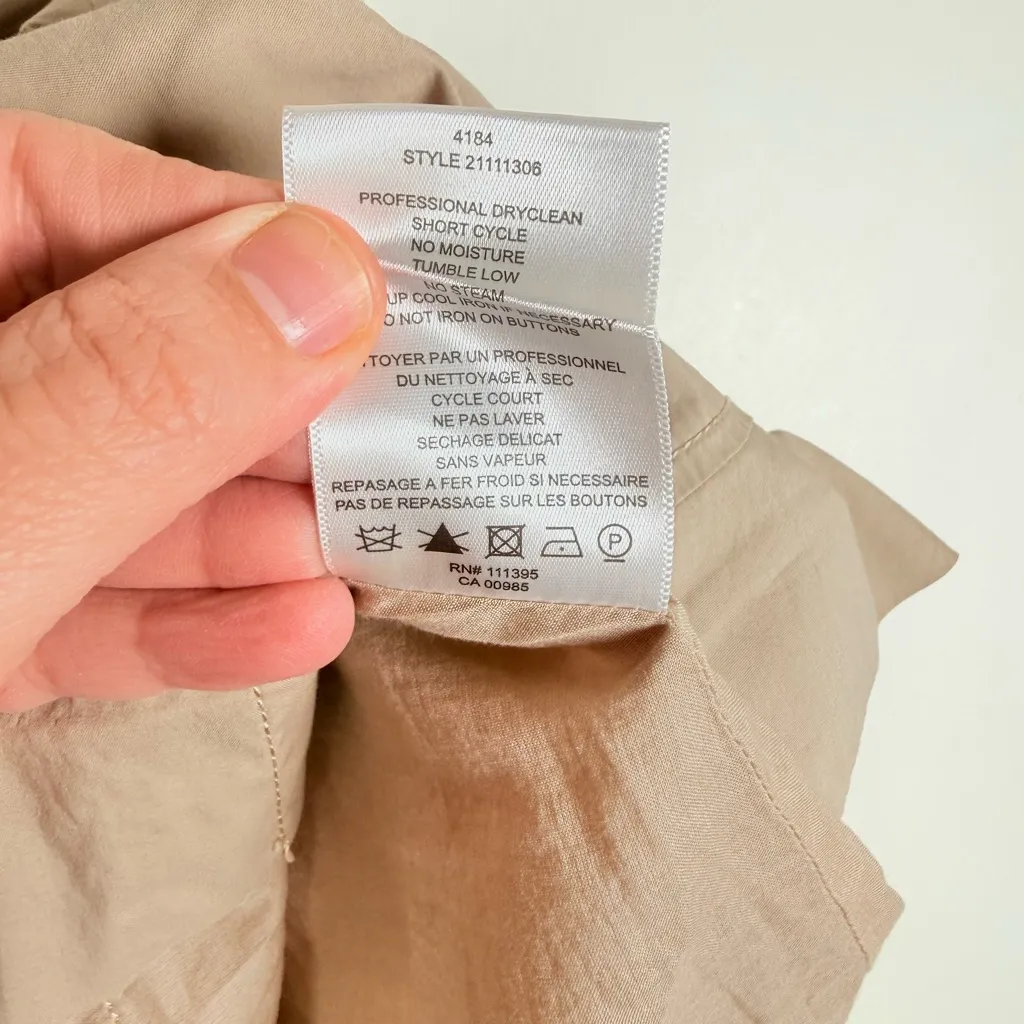 4184
STYLE 21111306
PROFESSIONAL DRYCLEAN
SHORT CYCLE
NO MOISTURE
TUMBLE LOW
NO STEAM
UP COOL IRON IF NECESSARY
O NOT IRON ON BUTTONS
TOYER PAR UN PROFESSIONNEL
DU NETTOYAGE À SEC
CYCLE COURT
NE PAS LAVER
SECHAGE DELICAT
SANS VAPEUR
REPASAGE A FER FROID SI NECESSAIRE
PAS DE REPASSAGE SUR LES BOUTONS
P
RN# 111395
CA 00985